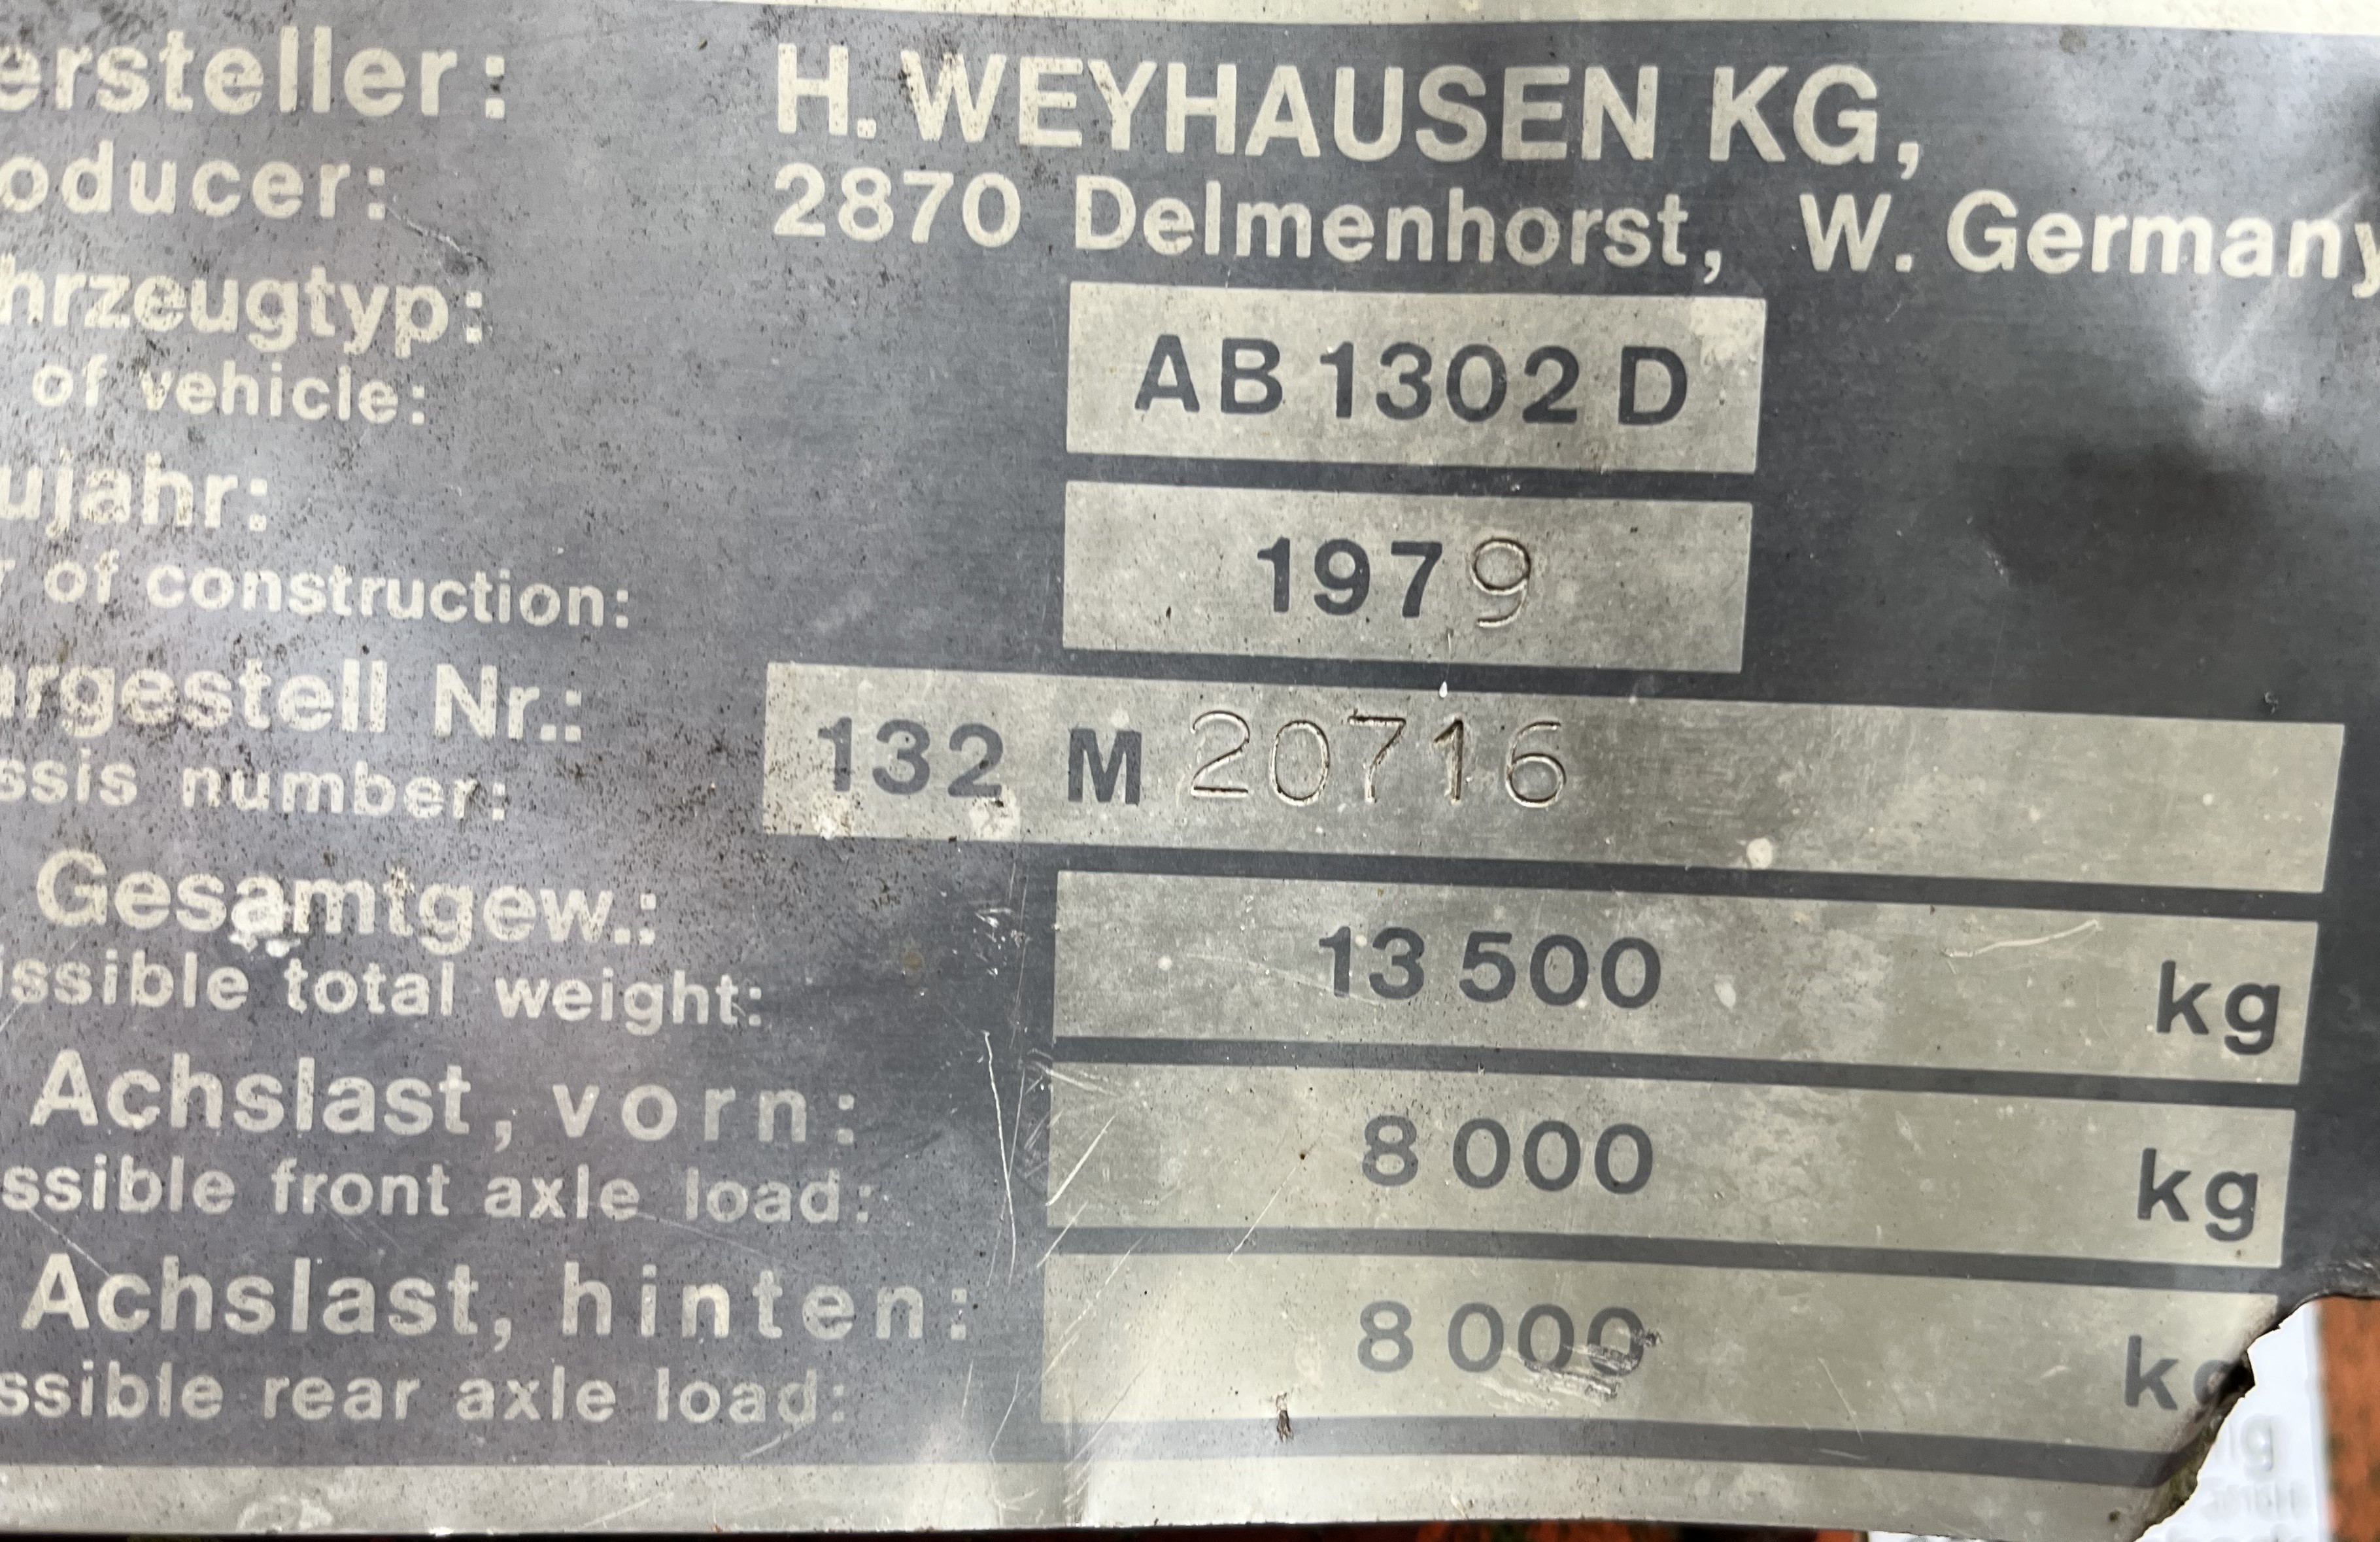 ersteller: H. WEYHAUSEN KG,
oducer: 2870 Delmenhorst, W. Germany
hrzeugtyp: AB 1302 D
of vehicle:
ujahr: 1979
of construction:
rgestell Nr.: 132 M 20716
ssis number:
Gesamtgew.: 13 500 kg
issible total weight:
Achslast, vorn: 8 000 kg
ssible front axle load:
Achslast, hinten: 8 000 kg
ssible rear axle load: